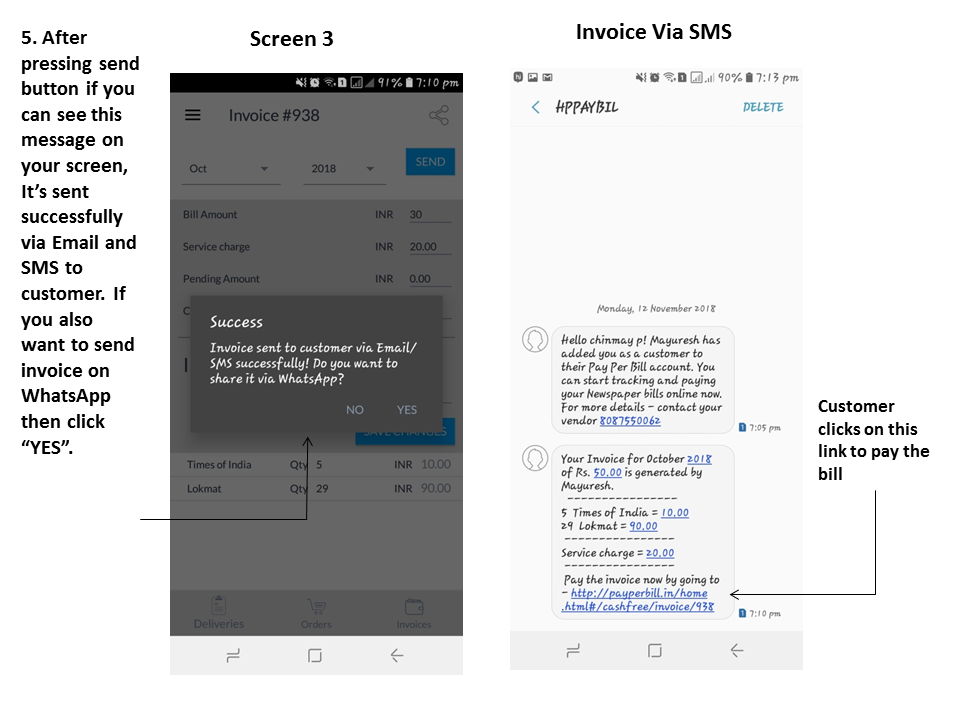 5. After
pressing send
button if you
can see this
message on
your screen,
It's sent
successfully
via Email and
SMS to
customer. If
you also
want to send
invoice on
WhatsApp
then click
“YES”.
Screen 3
91% 7:10 pm
Invoice #938
Oct 2018 SEND
Bill Amount INR 30
Service charge INR 20.00
Pending Amount INR 0.00
C
I
Success
Invoice sent to customer via Email/
SMS successfully! Do you want to
share it via WhatsApp?
NO YES
SAVE CHANGES
Times of India Qty 5 INR 10.00
Lokmat Qty 29 INR 90.00
Deliveries Orders Invoices
Invoice Via SMS
90% 7:13 pm
HPPAYBIL DELETE
Monday, 12 November 2018
Hello chinmay p! Mayuresh has
added you as a customer to
their Pay Per Bill account. You
can start tracking and paying
your Newspaper bills online now.
For more details - contact your
vendor 8087550062
1 7:05 pm
Your Invoice for October 2018
of Rs. 50.00 is generated by
Mayuresh.
----------------
5 Times of India = 10.00
29 Lokmat = 90.00
----------------
Service charge = 20.00
----------------
Pay the invoice now by going to
- http://payperbill.in/home
.html#/cashfree/invoice/938
1 7:10 pm
Customer
clicks on this
link to pay the
bill